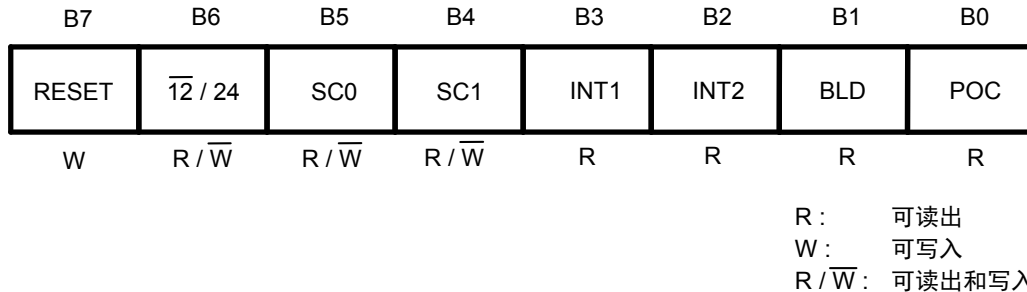 B7 B6 B5 B4 B3 B2 B1 B0
RESET 12 / 24 SC0 SC1 INT1 INT2 BLD POC
W R / W R / W R / W R R R R
R : 可读出
W : 可写入
R / W : 可读出和写入